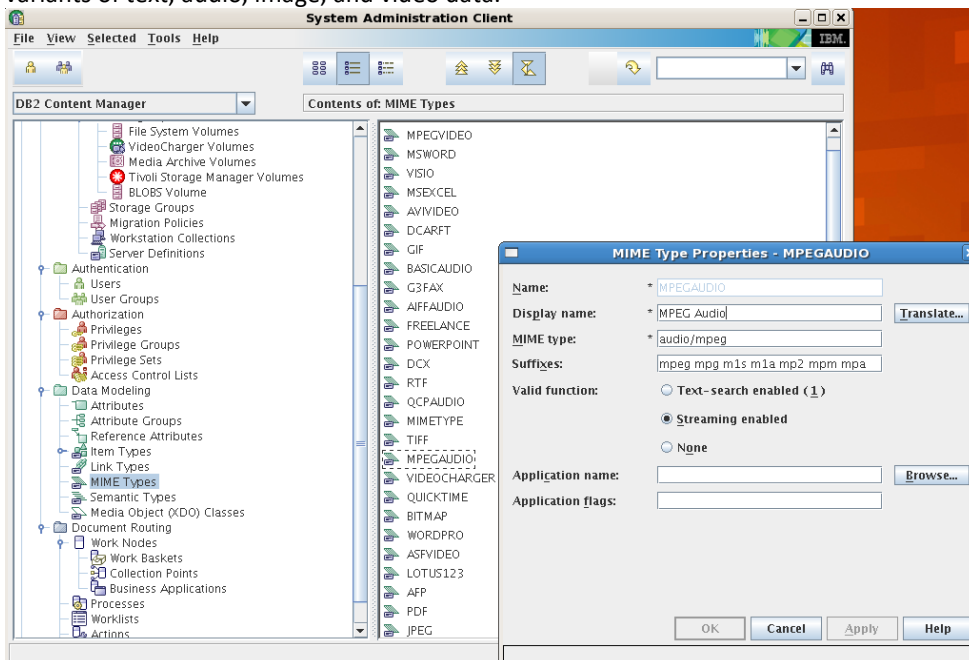 variants of text, audio, image, and video data.
System Administration Client
File View Selected Tools Help
IBM.
DB2 Content Manager
Contents of: MIME Types
File System Volumes
VideoCharger Volumes
Media Archive Volumes
Tivoli Storage Manager Volumes
BLOBS Volume
Storage Groups
Migration Policies
Workstation Collections
Server Definitions
Authentication
Users
User Groups
Authorization
Privileges
Privilege Groups
Privilege Sets
Access Control Lists
Data Modeling
Attributes
Attribute Groups
Reference Attributes
Item Types
Link Types
MIME Types
Semantic Types
Media Object (XDO) Classes
Document Routing
Work Nodes
Work Baskets
Collection Points
Business Applications
Processes
Worklists
Actions
MPEGVIDEO
MSWORD
VISIO
MSEXCEL
AVIVIDEO
DCARFT
GIF
BASICAUDIO
G3FAX
AIFFAUDIO
FREELANCE
POWERPOINT
DCX
RTF
QCPAUDIO
MIMETYPE
TIFF
MPEGAUDIO
VIDEOCHARGER
QUICKTIME
BITMAP
WORDPRO
ASFVIDEO
LOTUS123
AFP
PDF
JPEG
MIME Type Properties - MPEGAUDIO
Name: * MPEGAUDIO
Display name: * MPEG Audio Translate...
MIME type: * audio/mpeg
Suffixes: mpeg mpg m1s m1a mp2 mpm mpa
Valid function: Text-search enabled (1)
Streaming enabled
None
Application name: Browse...
Application flags:
OK Cancel Apply Help